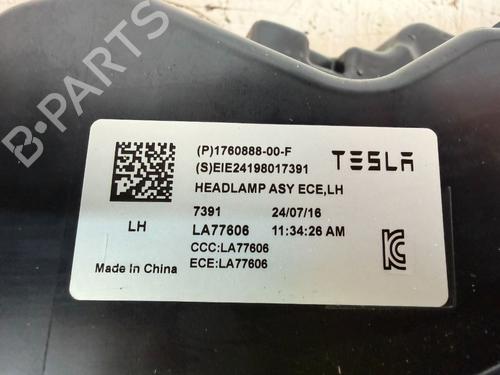 (P)1760888-00-F
(S)EIE24198017391
TESLA
HEADLAMP ASY ECE,LH
7391 24/07/16
LH LA77606 11:34:26 AM
CCC:LA77606
Made In China ECE:LA77606
B-PARTS